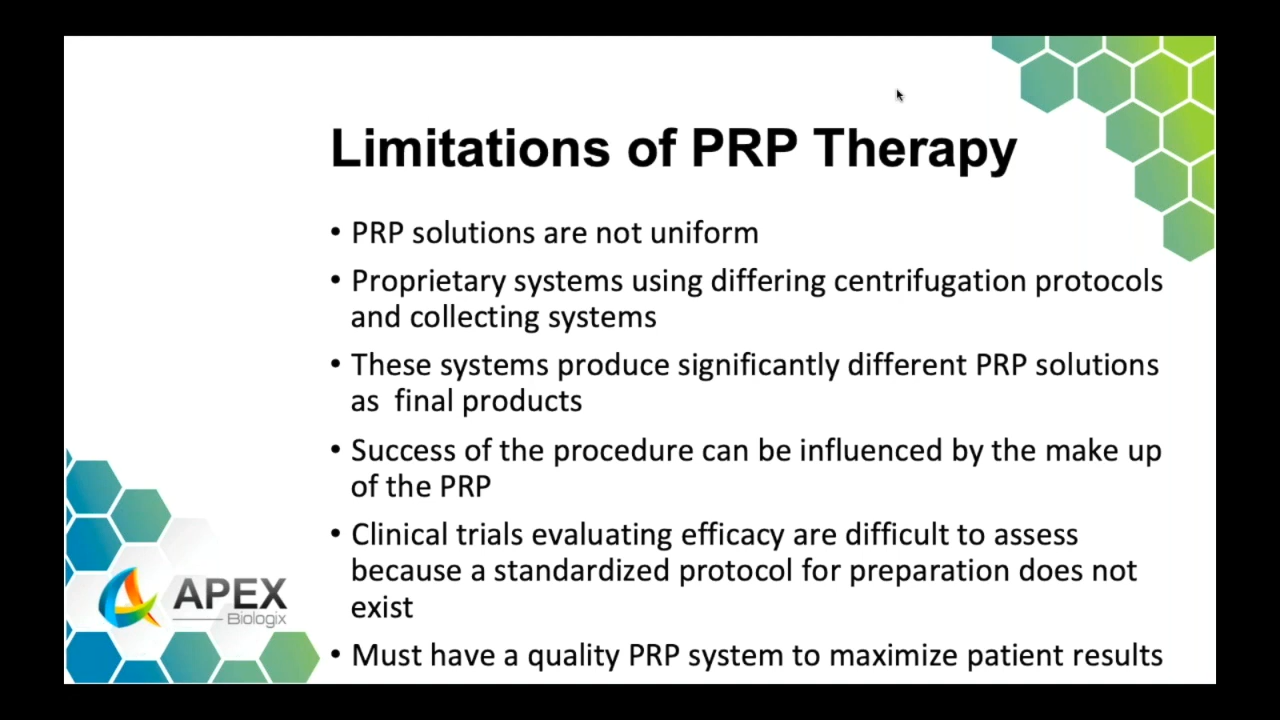 Limitations of PRP Therapy
• PRP solutions are not uniform
• Proprietary systems using differing centrifugation protocols
and collecting systems
• These systems produce significantly different PRP solutions
as  final products
• Success of the procedure can be influenced by the make up
of the PRP
• Clinical trials evaluating efficacy are difficult to assess
because a standardized protocol for preparation does not
exist
• Must have a quality PRP system to maximize patient results
APEX
Biologix